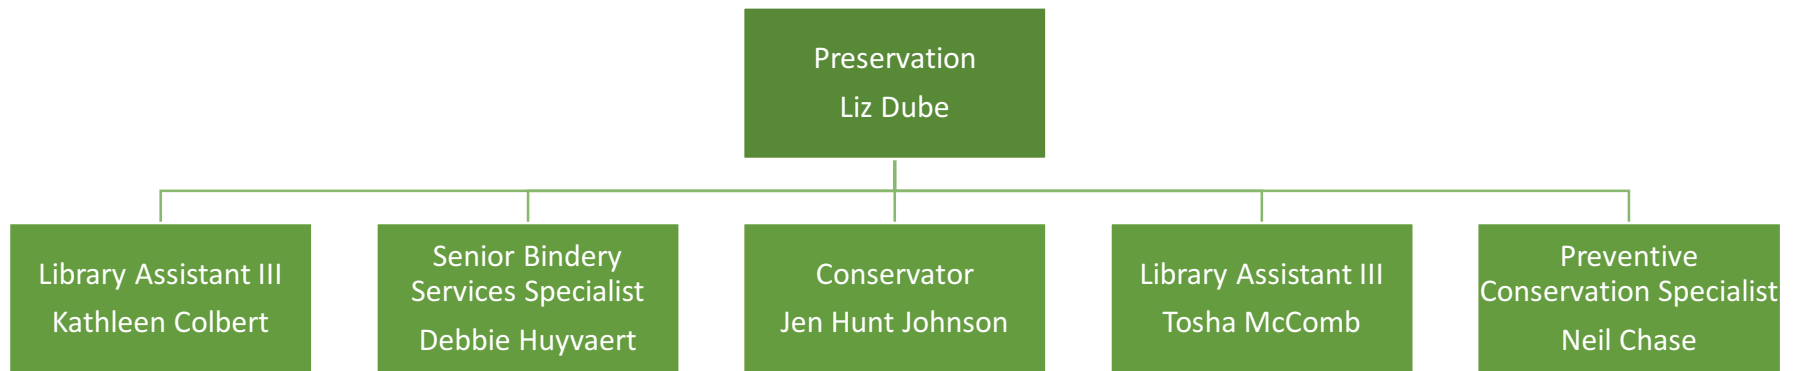 Preservation
Liz Dube
Library Assistant III
Kathleen Colbert
Senior Bindery
Services Specialist
Debbie Huyvaert
Conservator
Jen Hunt Johnson
Library Assistant III
Tosha McComb
Preventive
Conservation Specialist
Neil Chase